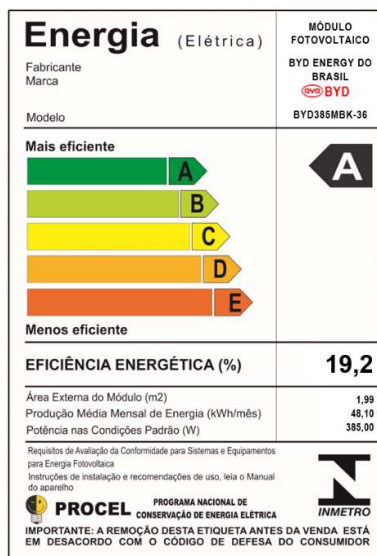 Energia (Elétrica)
MÓDULO
FOTOVOLTAICO
Fabricante
Marca
BYD ENERGY DO
BRASIL
BYD BYD
Modelo
BYD385MBK-36
Mais eficiente
A
A
B
C
D
E
Menos eficiente
EFICIÊNCIA ENERGÉTICA (%) 19,2
Área Externa do Módulo (m2) 1,99
Produção Média Mensal de Energia (kWh/mês) 48,10
Potência nas Condições Padrão (W) 385,00
Requisitos de Avaliação da Conformidade para Sistemas e Equipamentos
para Energia Fotovoltaica
Instruções de instalação e recomendações de uso, leia o Manual
do aparelho
PROCEL
PROGRAMA NACIONAL DE
CONSERVAÇÃO DE ENERGIA ELÉTRICA
INMETRO
IMPORTANTE: A REMOÇÃO DESTA ETIQUETA ANTES DA VENDA ESTÁ
EM DESACORDO COM O CÓDIGO DE DEFESA DO CONSUMIDOR